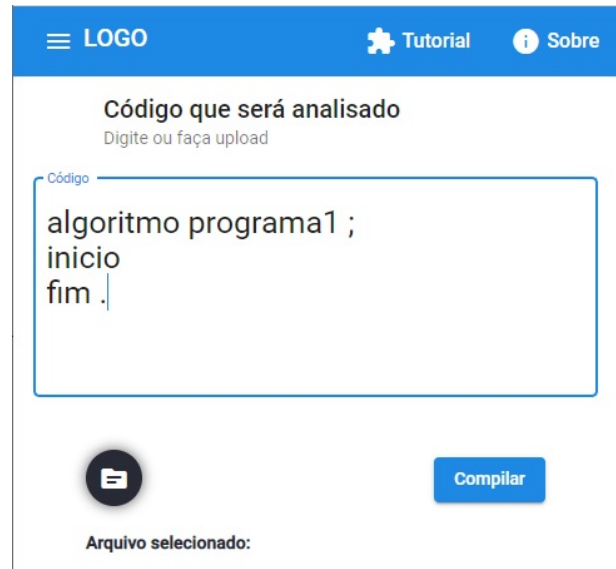 LOGO Tutorial Sobre
Código que será analisado
Digite ou faça upload
Código
algoritmo programa1 ;
inicio
fim .
Compilar
Arquivo selecionado: